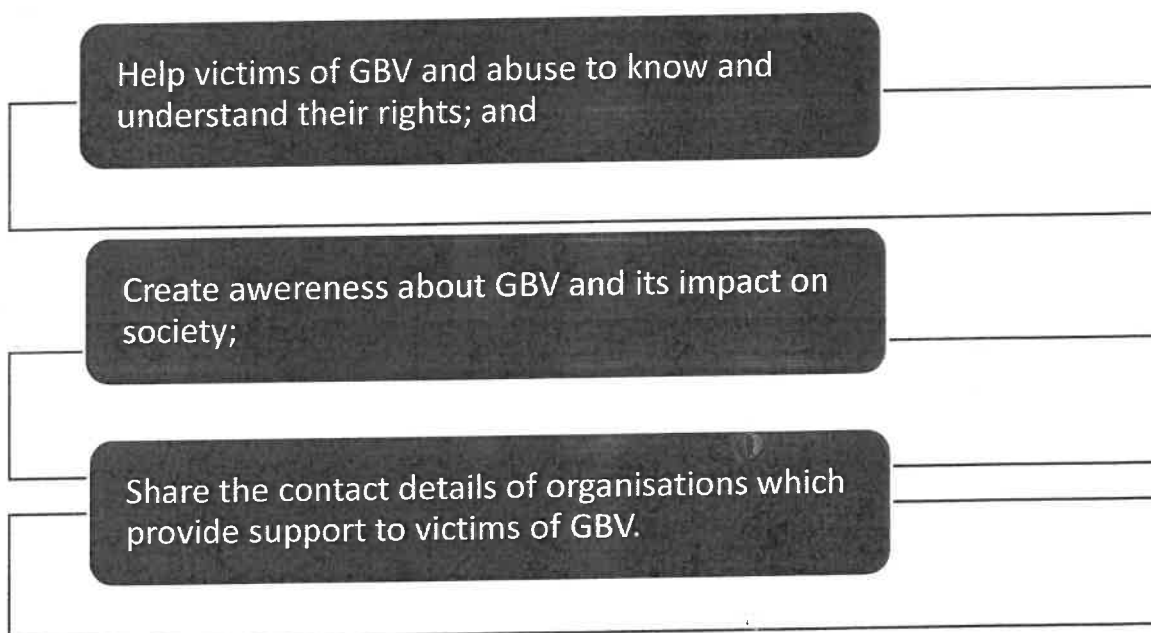 Help victims of GBV and abuse to know and
understand their rights; and
Create awereness about GBV and its impact on
society;
Share the contact details of organisations which
provide support to victims of GBV.